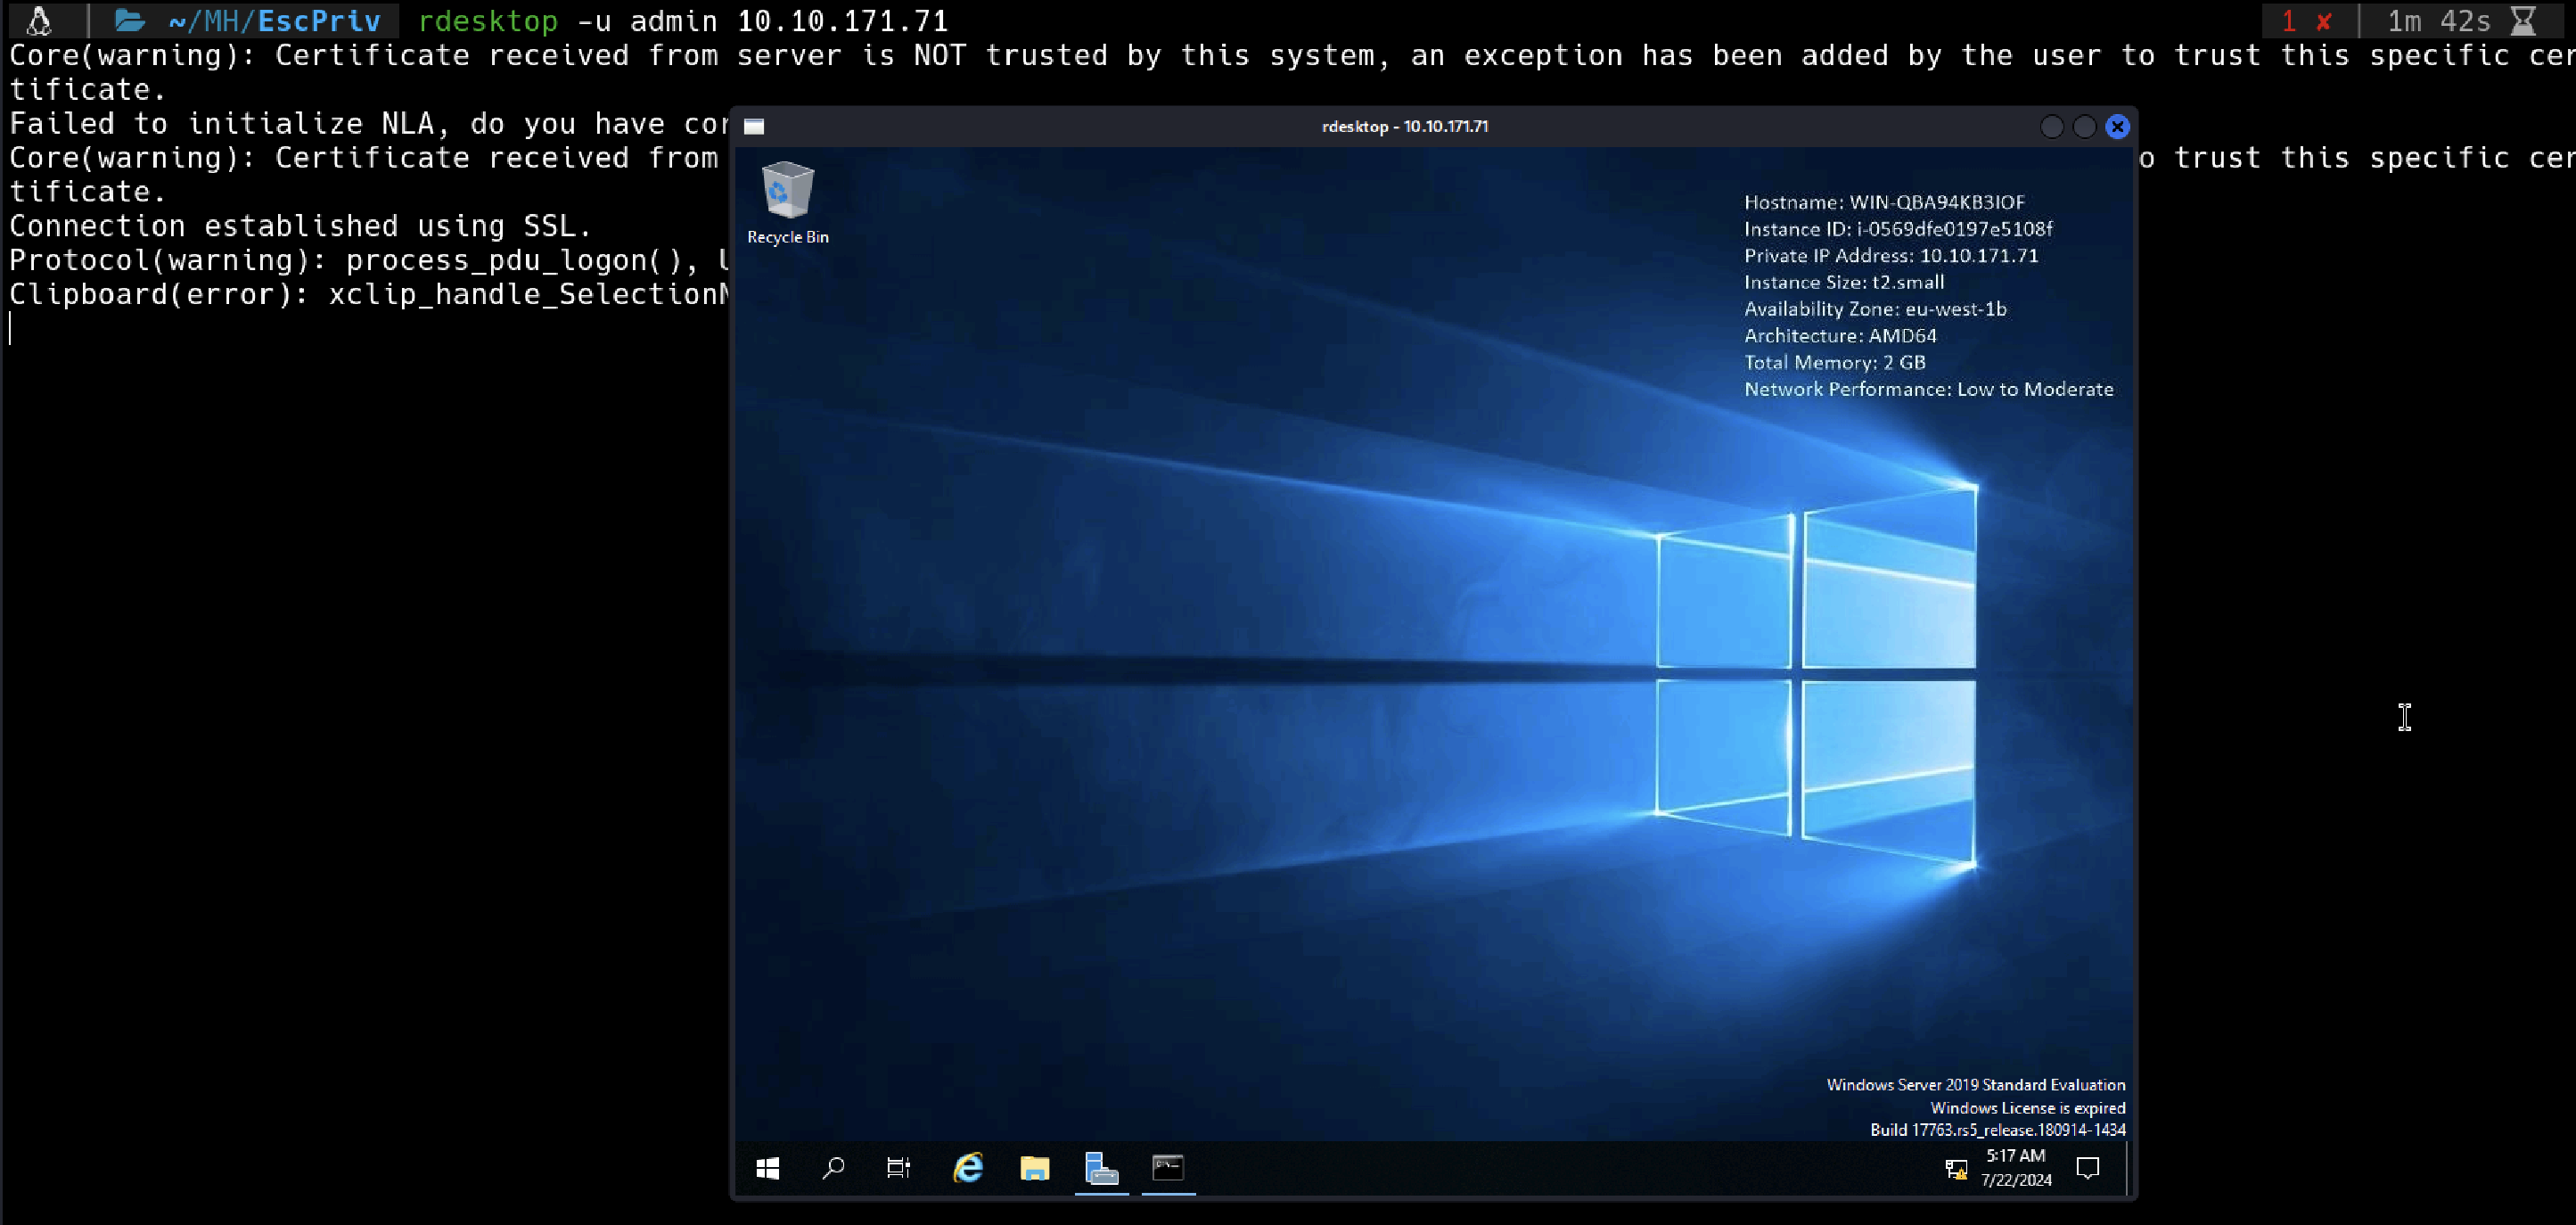 ~/MH/EscPriv rdesktop -u admin 10.10.171.71 1 ✘ 1m 42s
Core(warning): Certificate received from server is NOT trusted by this system, an exception has been added by the user to trust this specific cer
tificate.
Failed to initialize NLA, do you have cor
Core(warning): Certificate received from o trust this specific cer
tificate.
Connection established using SSL.
Protocol(warning): process_pdu_logon(),
Clipboard(error): xclip_handle_Selection
rdesktop - 10.10.171.71
Recycle Bin
Hostname: WIN-QBA94KB3IOF
Instance ID: i-0569dfe0197e5108f
Private IP Address: 10.10.171.71
Instance Size: t2.small
Availability Zone: eu-west-1b
Architecture: AMD64
Total Memory: 2 GB
Network Performance: Low to Moderate
Windows Server 2019 Standard Evaluation
Windows License is expired
Build 17763.rs5_release.180914-1434
5:17 AM
7/22/2024